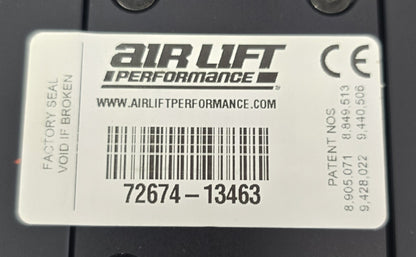 AIR LIFT
PERFORMANCE
WWW.AIRLIFTPERFORMANCE.COM
FACTORY SEAL
VOID IF BROKEN
72674-13463
CE
PATENT NOS
8,905,071 8,849,513
9,428,022 9,440,506